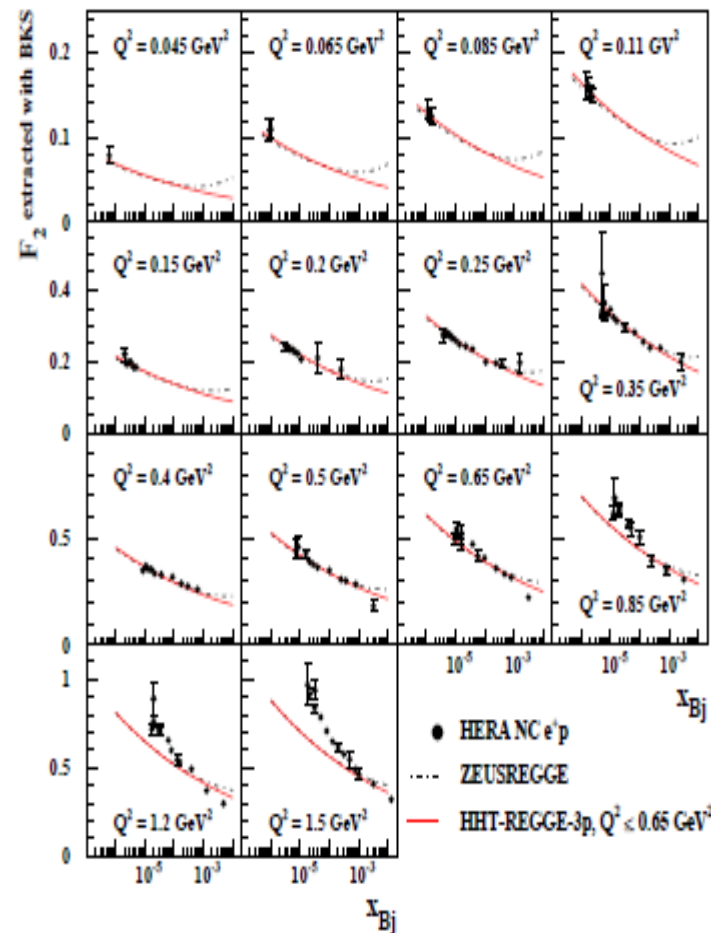 F2 extracted with BKS
0.2
0.1
0
Q² = 0.045 GeV²
Q² = 0.065 GeV²
Q² = 0.085 GeV²
Q² = 0.11 GV²
0.4
0.2
0
Q² = 0.15 GeV²
Q² = 0.2 GeV²
Q² = 0.25 GeV²
Q² = 0.35 GeV²
0.5
0
Q² = 0.4 GeV²
Q² = 0.5 GeV²
Q² = 0.65 GeV²
Q² = 0.85 GeV²
10⁻⁵ 10⁻³ 10⁻⁵ 10⁻³
xBj
1
0.5
0
Q² = 1.2 GeV²
Q² = 1.5 GeV²
HERA NC e⁺p
ZEUSREGGE
HHT-REGGE-3p, Q² ≤ 0.65 GeV²
10⁻⁵ 10⁻³ 10⁻⁵ 10⁻³
xBj